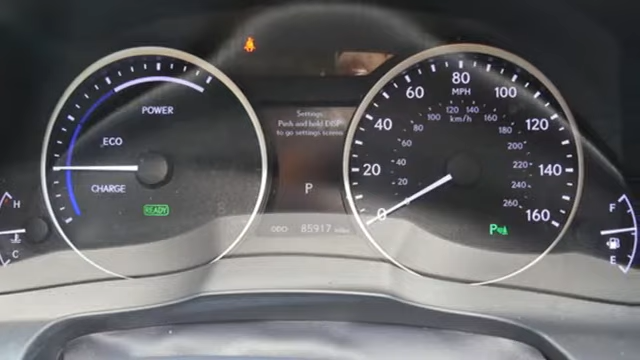 POWER
ECO
CHARGE
READY
H
C
Settings
Push and hold DISP
to go settings screen
P
ODO 85917 miles
0 20 40 60 80 100 120 140 160
MPH
20 40 60 80 100 120 140 160 180 200 220 240 260
km/h
P
F
E